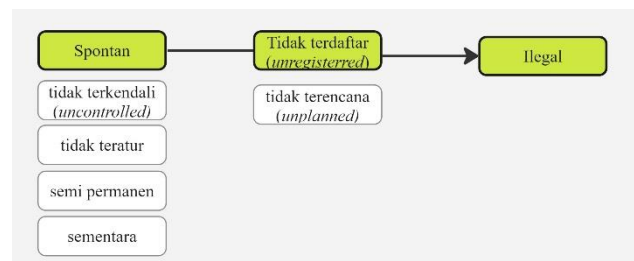 Spontan
tidak terkendali
(uncontrolled)
tidak teratur
semi permanen
sementara
Tidak terdaftar
(unregisterred)
tidak terencana
(unplanned)
Ilegal